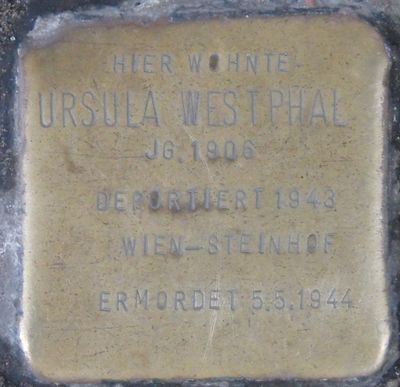 HIER WOHNTE
URSULA WESTPHAL
JG. 1906
DEPORTIERT 1943
WIEN-STEINHOF
ERMORDET 5.5.1944